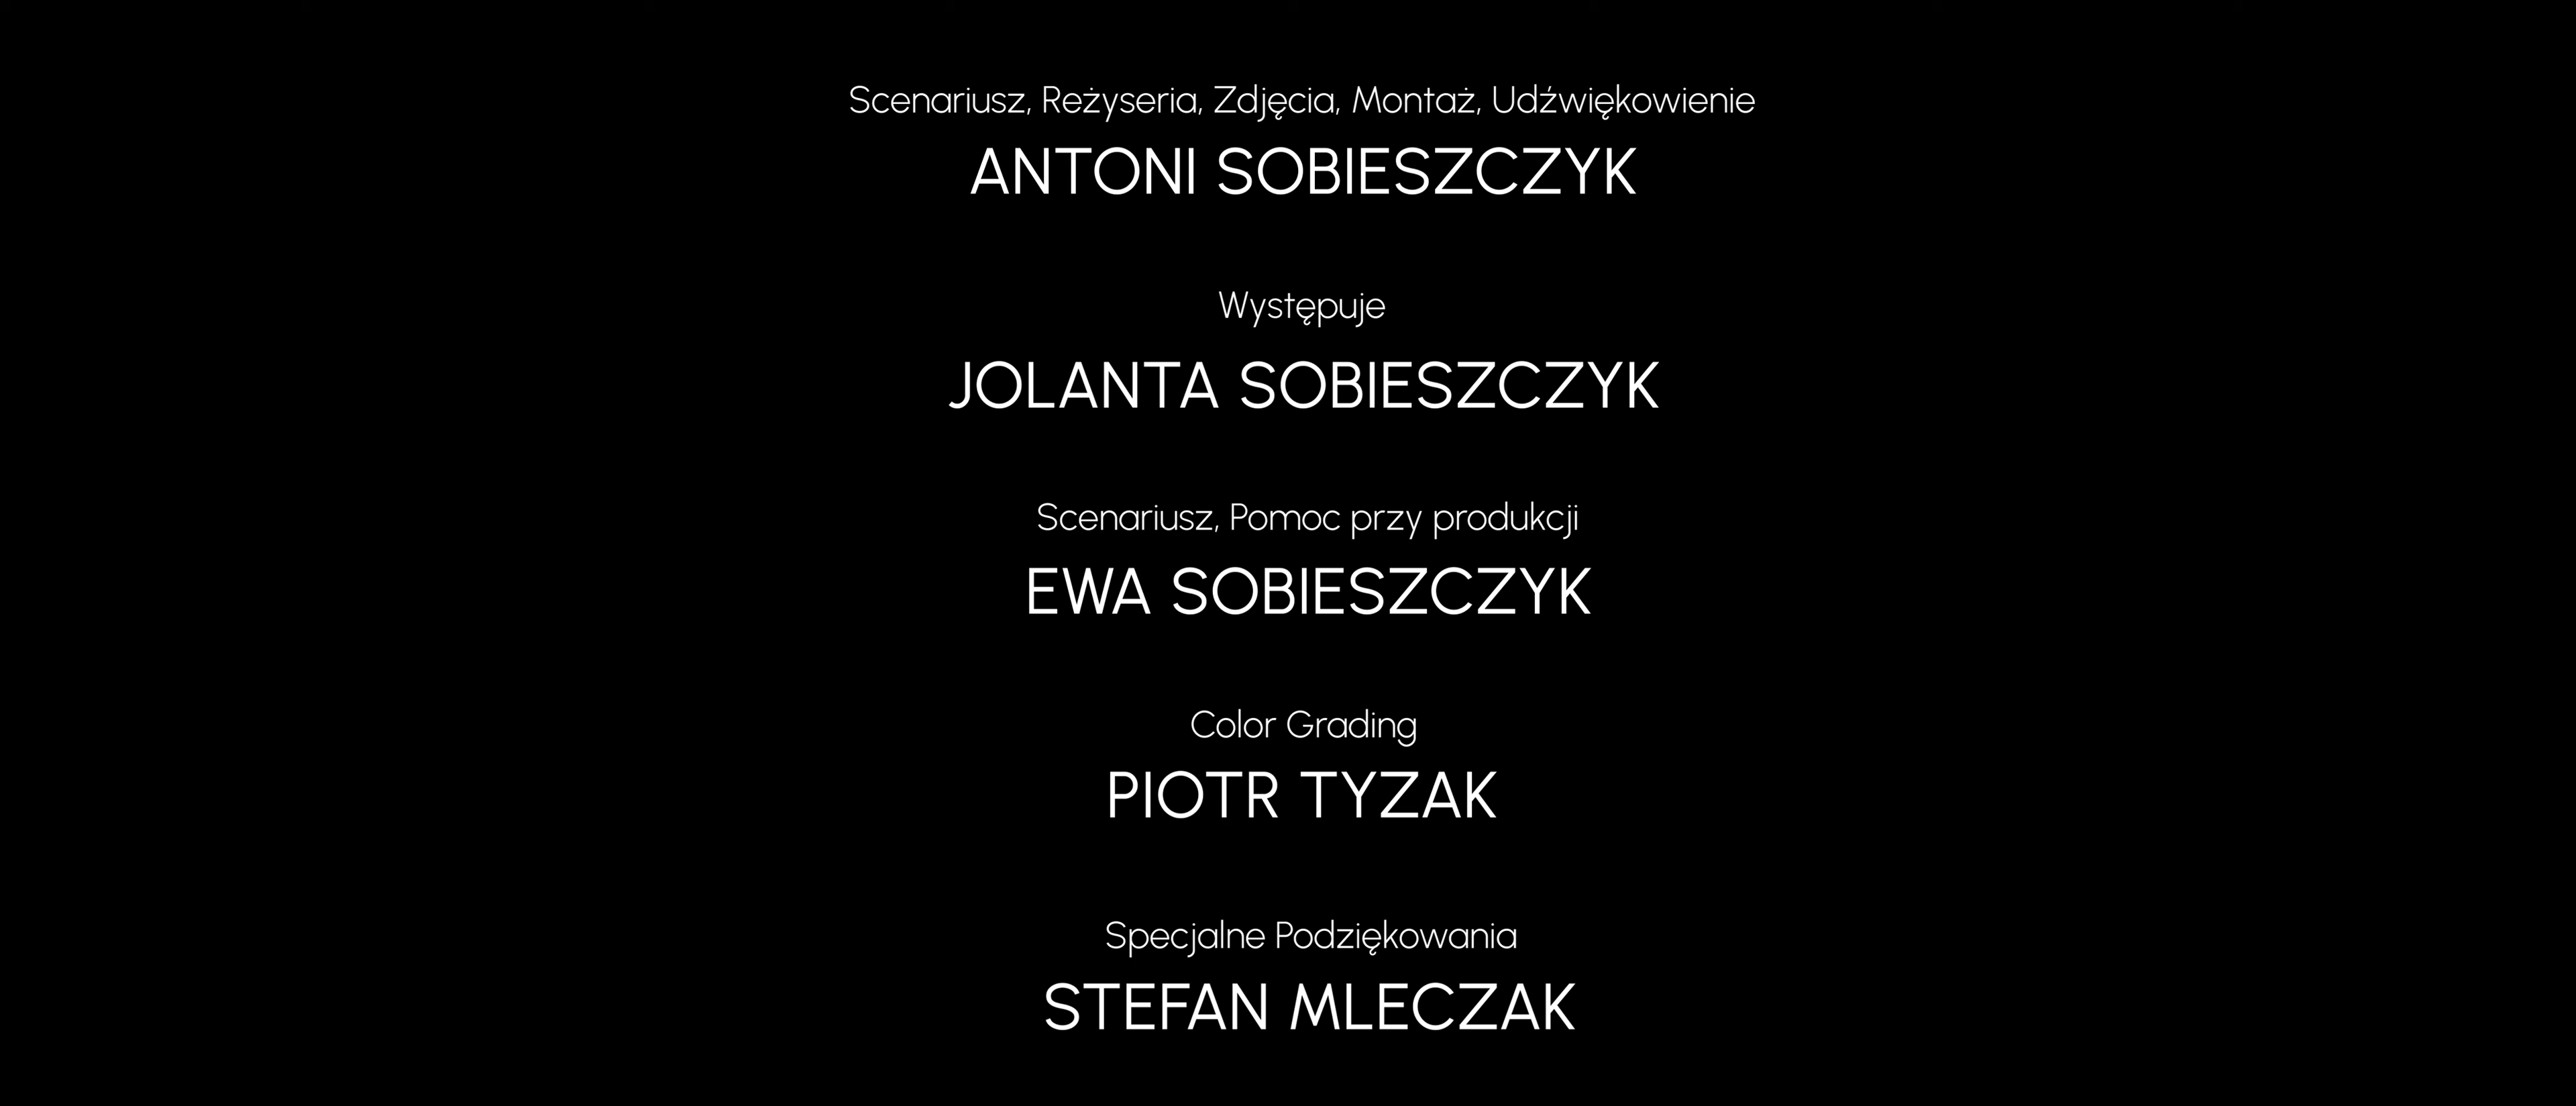 Scenariusz, Reżyseria, Zdjęcia, Montaż, Udźwiękowienie
ANTONI SOBIESZCZYK
Występuje
JOLANTA SOBIESZCZYK
Scenariusz, Pomoc przy produkcji
EWA SOBIESZCZYK
Color Grading
PIOTR TYZAK
Specjalne Podziękowania
STEFAN MLECZAK